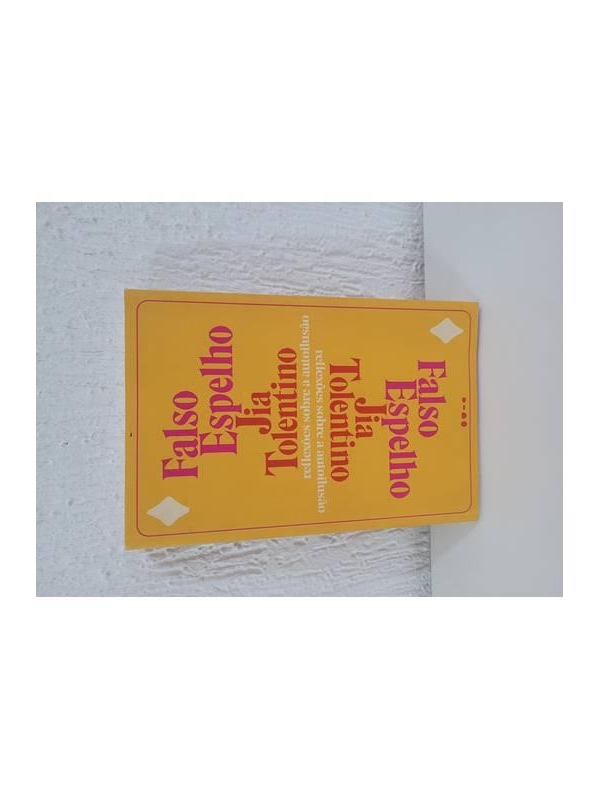 Falso
Espelho
Jia
Tolentino
reflexões sobre a autoilusão
reflexões sobre a autoilusão
Jia
Tolentino
Falso
Espelho